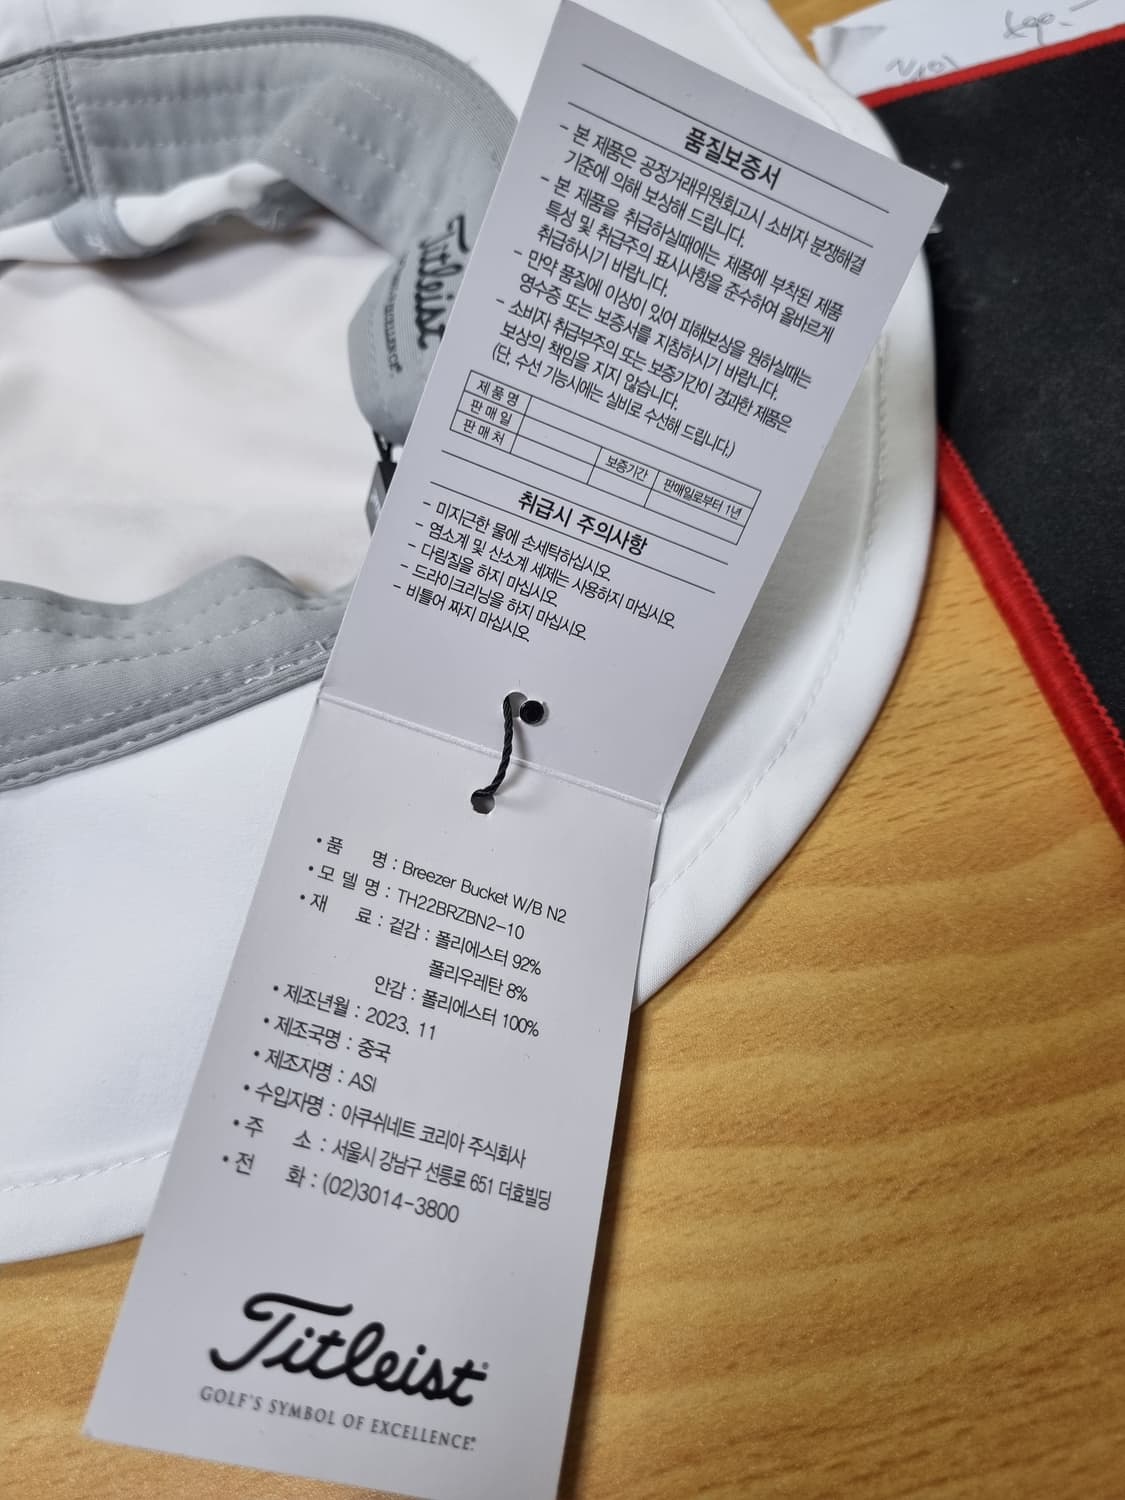 품질보증서
- 본 제품은 공정거래위원회고시 소비자 분쟁해결
기준에 의해 보상해 드립니다.
- 본 제품을 취급하실때에는 제품에 부착된 제품
특성 및 취급주의 표시사항을 준수하여 올바르게
취급하시기 바랍니다.
- 만약 품질에 이상이 있어 피해보상을 원하실때는
영수증 또는 보증서를 지참하시기 바랍니다.
- 소비자 취급부주의 또는 보증기간이 경과한 제품은
보상의 책임을 지지 않습니다.
(단, 수선 가능시에는 실비로 수선해 드립니다.)
제 품 명
판 매 일
판 매 처 보증기간 판매일로부터 1년
취급시 주의사항
- 미지근한 물에 손세탁하십시오
- 염소계 및 산소계 세제는 사용하지 마십시오
- 다림질을 하지 마십시오
- 드라이크리닝을 하지 마십시오
- 비틀어 짜지 마십시오
• 품 명 : Breezer Bucket W/B N2
• 모 델 명 : TH22BRZBN2-10
• 재 료 : 겉감 : 폴리에스터 92%
폴리우레탄 8%
안감 : 폴리에스터 100%
• 제조년월 : 2023. 11
• 제조국명 : 중국
• 제조자명 : ASI
• 수입자명 : 아쿠쉬네트 코리아 주식회사
• 주 소 : 서울시 강남구 선릉로 651 더효빌딩
• 전 화 : (02)3014-3800
Titleist®
GOLF'S SYMBOL OF EXCELLENCE®
Titleist